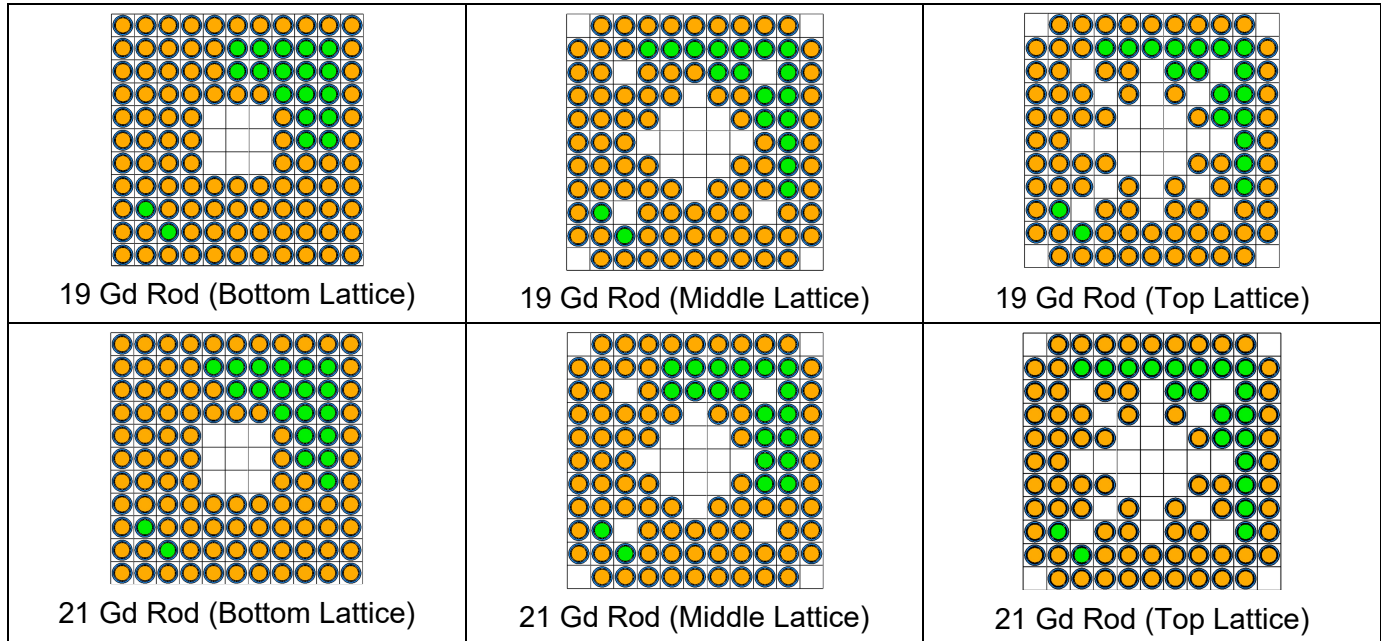 19 Gd Rod (Bottom Lattice)
19 Gd Rod (Middle Lattice)
19 Gd Rod (Top Lattice)
21 Gd Rod (Bottom Lattice)
21 Gd Rod (Middle Lattice)
21 Gd Rod (Top Lattice)